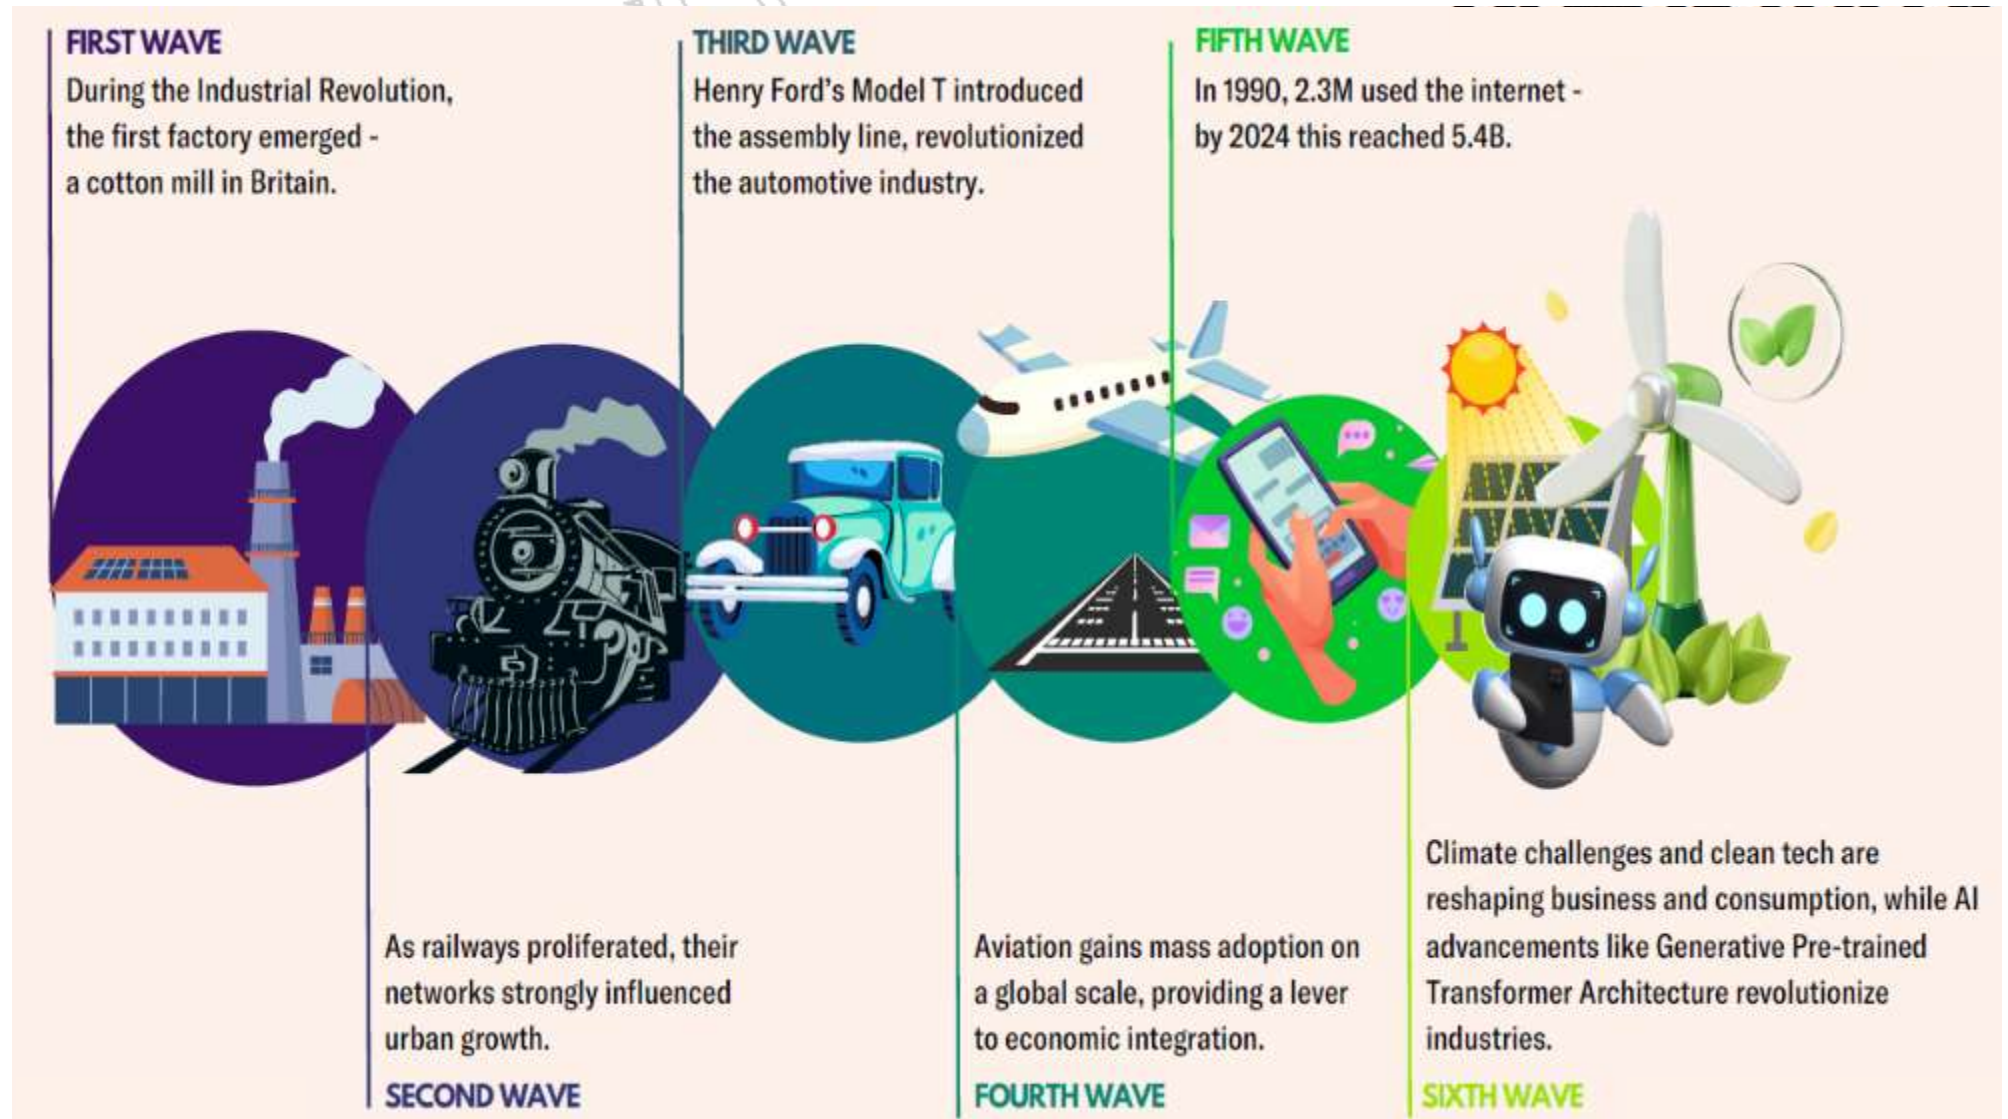 FIRST WAVE
During the Industrial Revolution,
the first factory emerged -
a cotton mill in Britain.
As railways proliferated, their
networks strongly influenced
urban growth.
SECOND WAVE
THIRD WAVE
Henry Ford's Model T introduced
the assembly line, revolutionized
the automotive industry.
Aviation gains mass adoption on
a global scale, providing a lever
to economic integration.
FOURTH WAVE
FIFTH WAVE
In 1990, 2.3M used the internet -
by 2024 this reached 5.4B.
Climate challenges and clean tech are
reshaping business and consumption, while AI
advancements like Generative Pre-trained
Transformer Architecture revolutionize
industries.
SIXTH WAVE